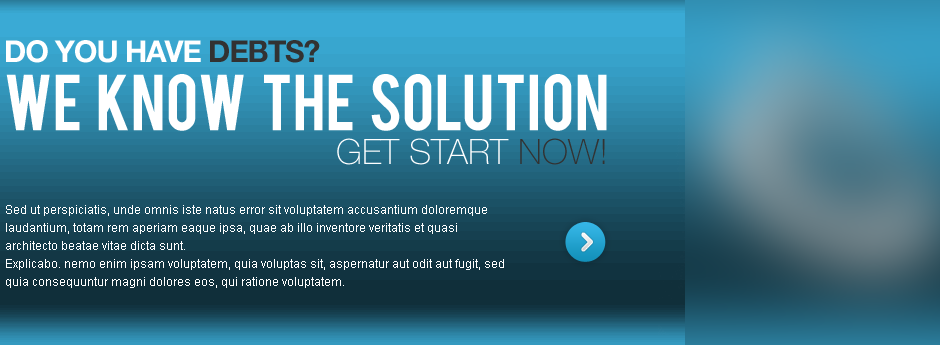 DO YOU HAVE DEBTS?
WE KNOW THE SOLUTION
GET START NOW!
Sed ut perspiciatis, unde omnis iste natus error sit voluptatem accusantium doloremque
laudantium, totam rem aperiam eaque ipsa, quae ab illo inventore veritatis et quasi
architecto beatae vitae dicta sunt.
Explicabo. nemo enim ipsam voluptatem, quia voluptas sit, aspernatur aut odit aut fugit, sed
quia consequuntur magni dolores eos, qui ratione voluptatem.